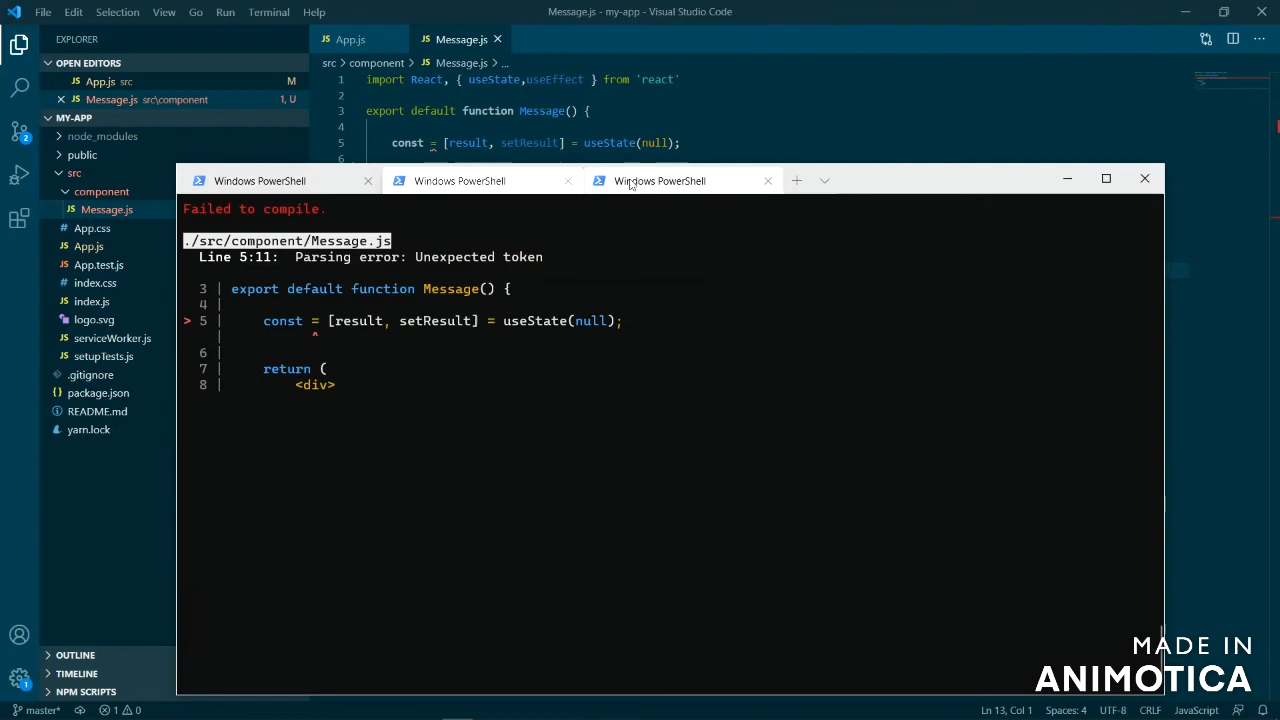 File Edit Selection View Go Run Terminal Help
Message.js - my-app - Visual Studio Code
EXPLORER
OPEN EDITORS
JS App.js src M
JS Message.js src\component 1, U
MY-APP
node_modules
public
src
component
JS Message.js
App.css
JS App.js
JS App.test.js
index.css
JS index.js
logo.svg
JS serviceWorker.js
JS setupTests.js
.gitignore
package.json
README.md
yarn.lock
OUTLINE
TIMELINE
NPM SCRIPTS
2
1
JS App.js
JS Message.js
src > component > JS Message.js > ...
1 import React, { useState,useEffect } from 'react'
2
3 export default function Message() {
4
5 const = [result, setResult] = useState(null);
6
Windows PowerShell
Windows PowerShell
Windows PowerShell
Failed to compile.
./src/component/Message.js
Line 5:11: Parsing error: Unexpected token
3 | export default function Message() {
4 |
> 5 | const = [result, setResult] = useState(null);
| ^
6 |
7 | return (
8 | <div>
MADE IN
ANIMOTICA
master* 1 0
Ln 13, Col 1 Spaces: 4 UTF-8 CRLF JavaScript